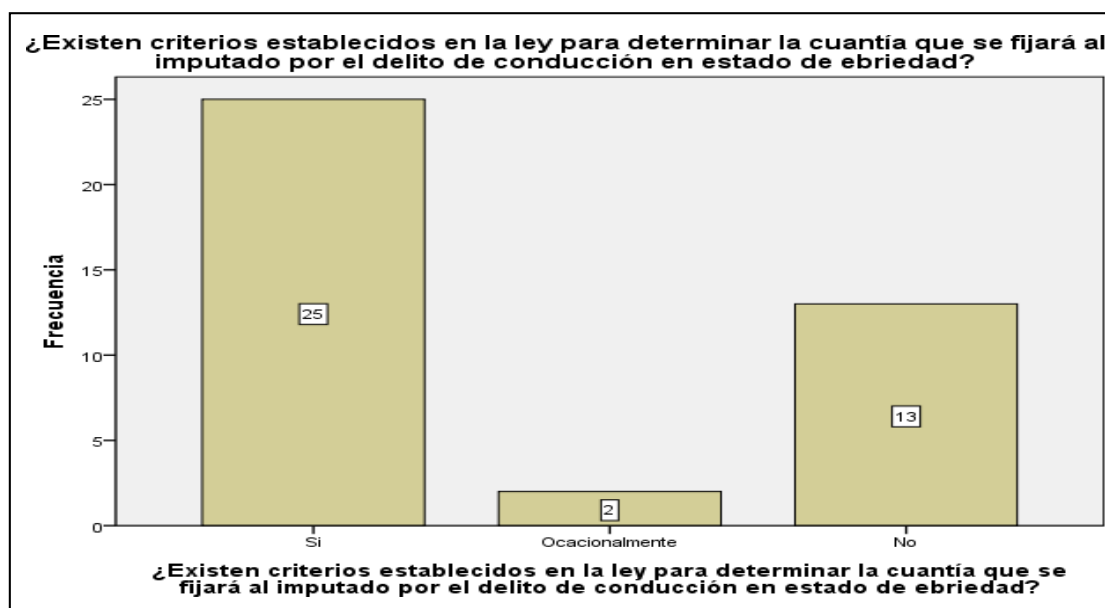 ¿Existen criterios establecidos en la ley para determinar la cuantía que se fijará al
imputado por el delito de conducción en estado de ebriedad?
25
20
15
10
5
0
Frecuencia
25
2
13
Si
Ocacionalmente
No
¿Existen criterios establecidos en la ley para determinar la cuantía que se
fijará al imputado por el delito de conducción en estado de ebriedad?